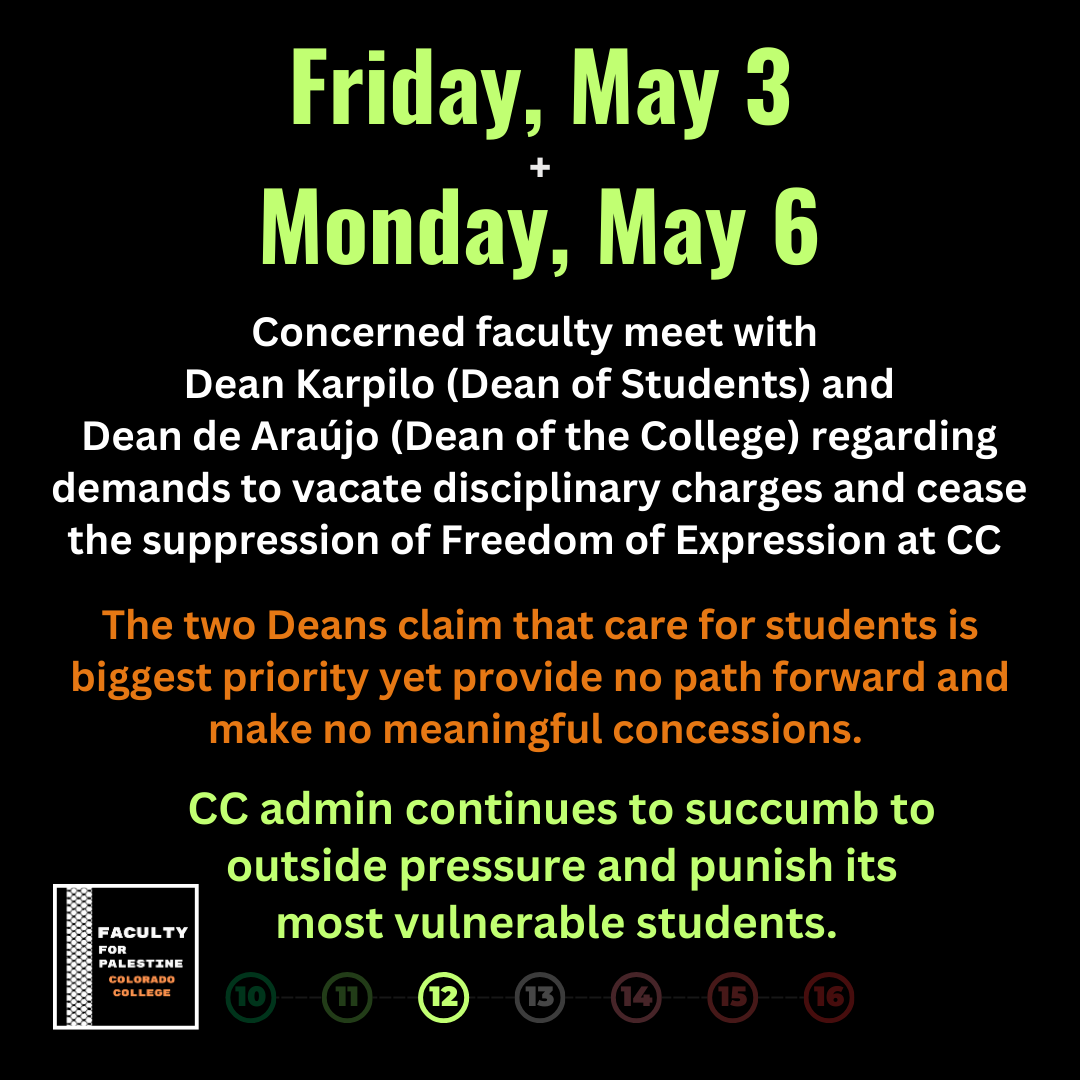 Friday, May 3
+
Monday, May 6
Concerned faculty meet with
Dean Karpilo (Dean of Students) and
Dean de Araújo (Dean of the College) regarding
demands to vacate disciplinary charges and cease
the suppression of Freedom of Expression at CC
The two Deans claim that care for students is
biggest priority yet provide no path forward and
make no meaningful concessions.
CC admin continues to succumb to
outside pressure and punish its
most vulnerable students.
FACULTY
FOR
PALESTINE
COLORADO
COLLEGE
10 11 12 13 14 15 16